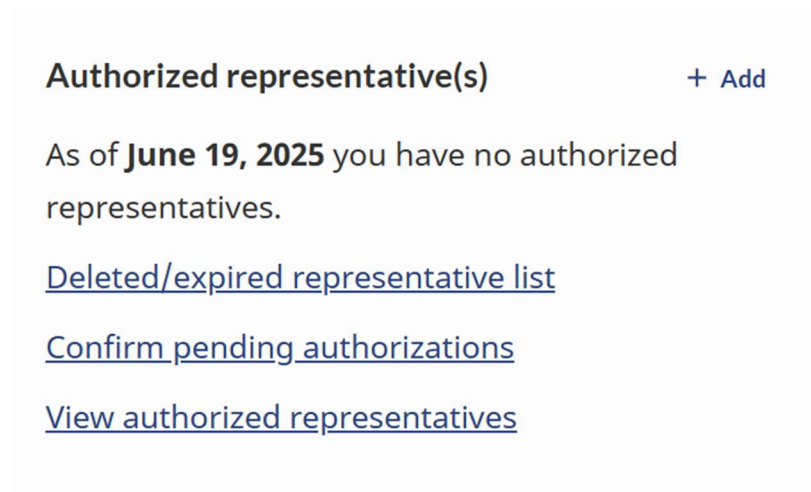 Authorized representative(s)
+ Add
As of June 19, 2025 you have no authorized
representatives.
Deleted/expired representative list
Confirm pending authorizations
View authorized representatives